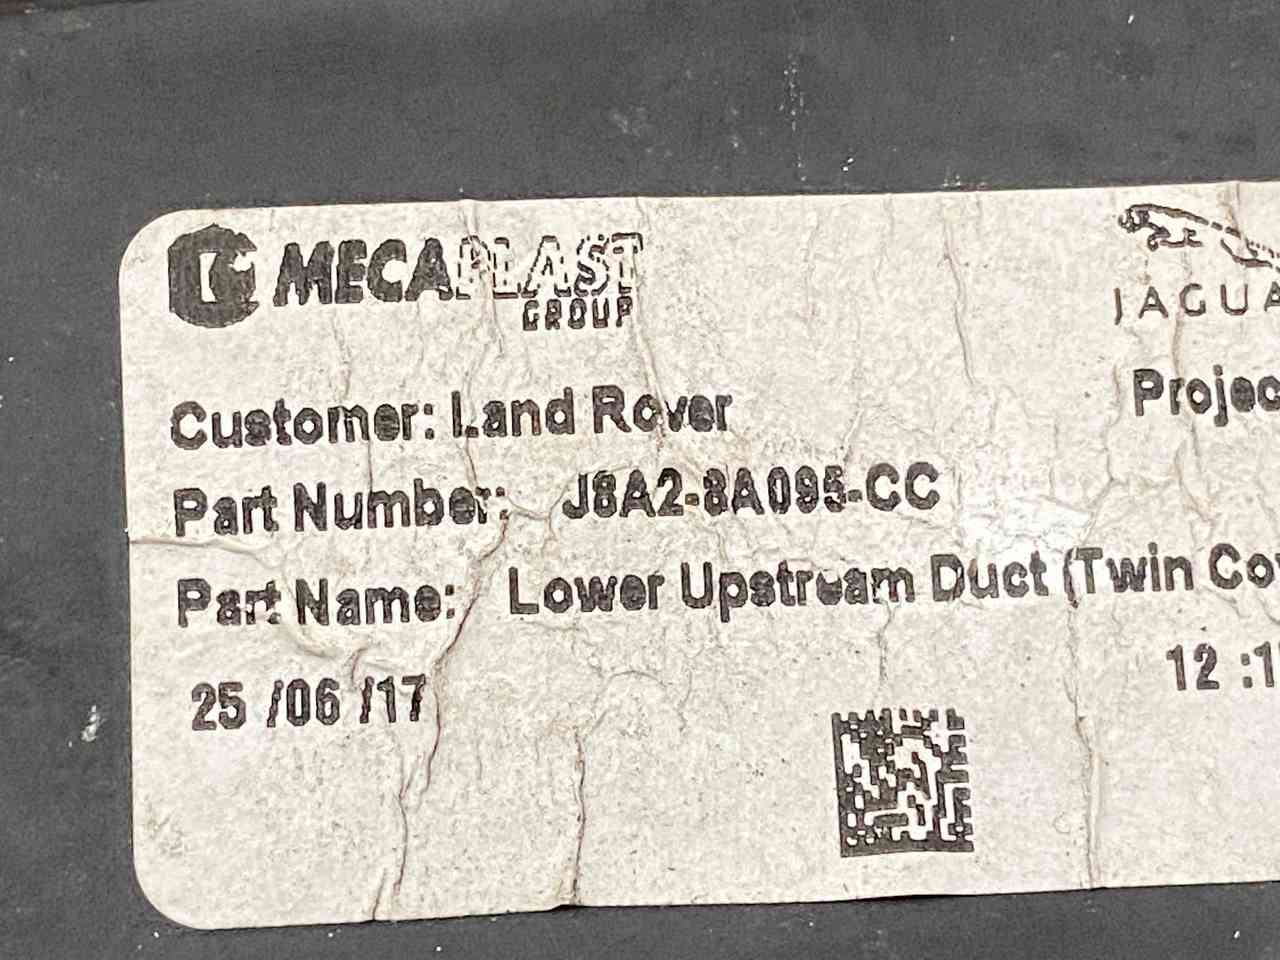 MECAPLAST
GROUP
JAGUA
Customer: Land Rover
Projec
Part Number: J8A2-8A095-CC
Part Name: Lower Upstream Duct (Twin Cov
25 /06 /17
12 :1